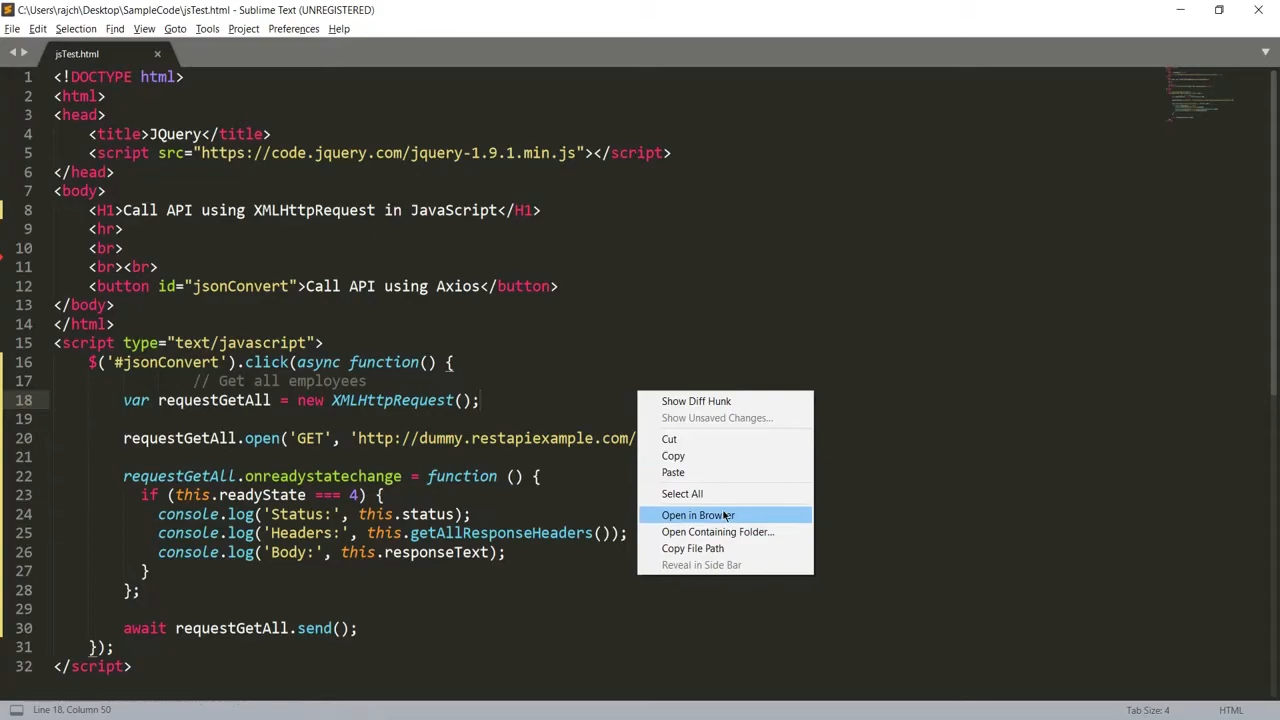 C:\Users\rajch\Desktop\SampleCode\jsTest.html - Sublime Text (UNREGISTERED)
File Edit Selection Find View Goto Tools Project Preferences Help
jsTest.html
1 <!DOCTYPE html>
2 <html>
3 <head>
4 <title>JQuery</title>
5 <script src="https://code.jquery.com/jquery-1.9.1.min.js"></script>
6 </head>
7 <body>
8 <H1>Call API using XMLHttpRequest in JavaScript</H1>
9 <hr>
10 <br>
11 <br><br>
12 <button id="jsonConvert">Call API using Axios</button>
13 </body>
14 </html>
15 <script type="text/javascript">
16 $('#jsonConvert').click(async function() {
17 // Get all employees
18 var requestGetAll = new XMLHttpRequest();
19
20 requestGetAll.open('GET', 'http://dummy.restapiexample.com/
21
22 requestGetAll.onreadystatechange = function () {
23 if (this.readyState === 4) {
24 console.log('Status:', this.status);
25 console.log('Headers:', this.getAllResponseHeaders());
26 console.log('Body:', this.responseText);
27 }
28 };
29
30 await requestGetAll.send();
31 });
32 </script>
Show Diff Hunk
Show Unsaved Changes...
Cut
Copy
Paste
Select All
Open in Browser
Open Containing Folder...
Copy File Path
Reveal in Side Bar
Line 18, Column 50
Tab Size: 4
HTML